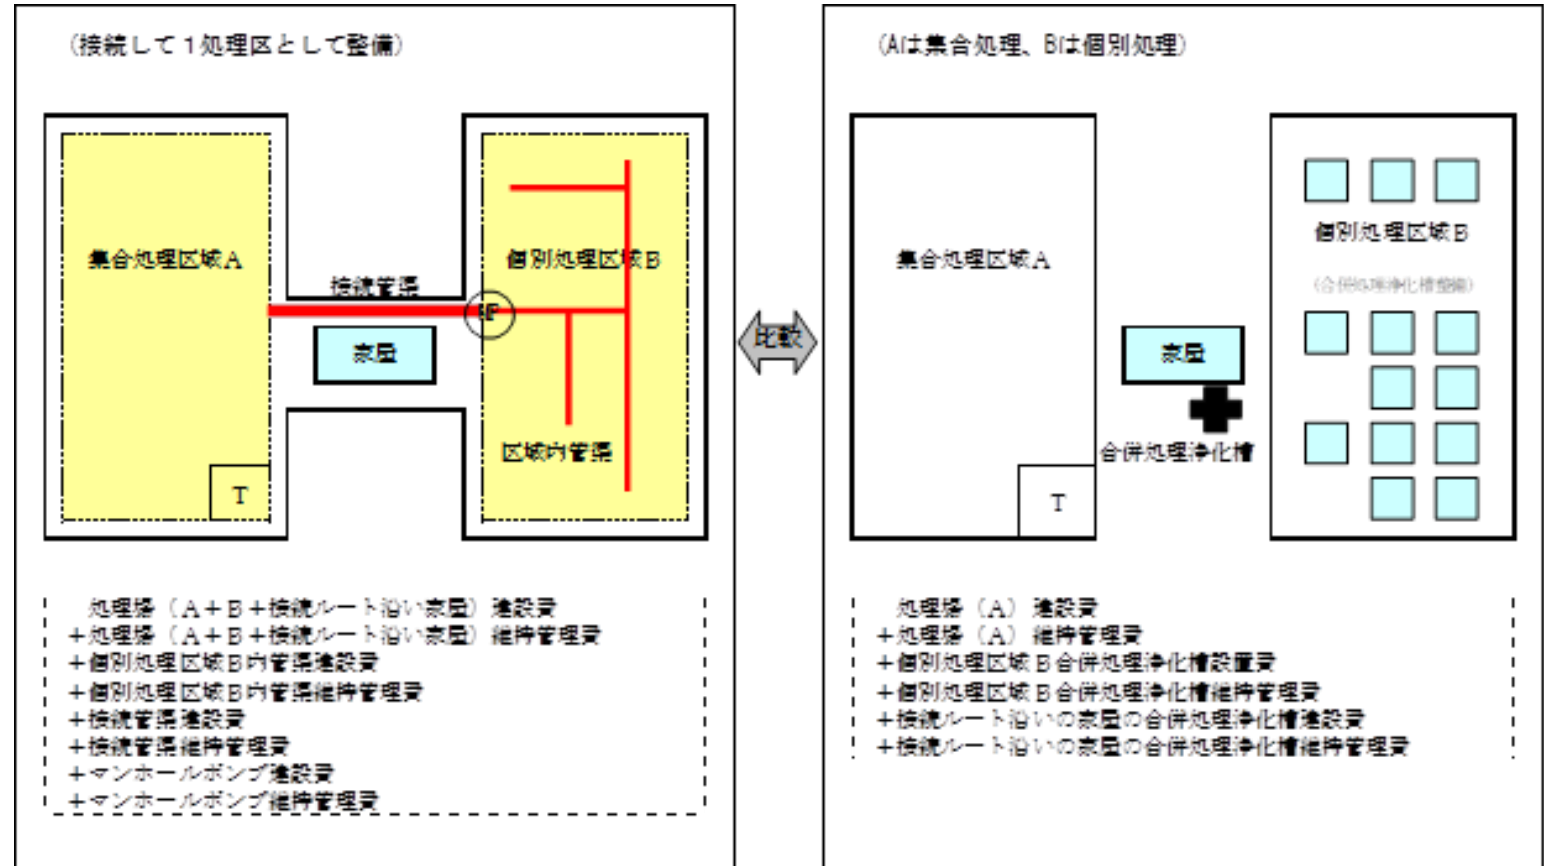 (接続して１処理区として整備)
集合処理区域A
接続管渠
個別処理区域B
家屋
区域内管渠
T
処理場（A＋B＋接続ルート沿い家屋）建設費
＋処理場（A＋B＋接続ルート沿い家屋）維持管理費
＋個別処理区域B内管渠建設費
＋個別処理区域B内管渠維持管理費
＋接続管渠建設費
＋接続管渠維持管理費
＋マンホールポンプ建設費
＋マンホールポンプ維持管理費
比較
(Aは集合処理、Bは個別処理)
集合処理区域A
個別処理区域B
(合併処理浄化槽整備)
家屋
合併処理浄化槽
T
処理場（A）建設費
＋処理場（A）維持管理費
＋個別処理区域B合併処理浄化槽設置費
＋個別処理区域B合併処理浄化槽維持管理費
＋接続ルート沿いの家屋の合併処理浄化槽建設費
＋接続ルート沿いの家屋の合併処理浄化槽維持管理費